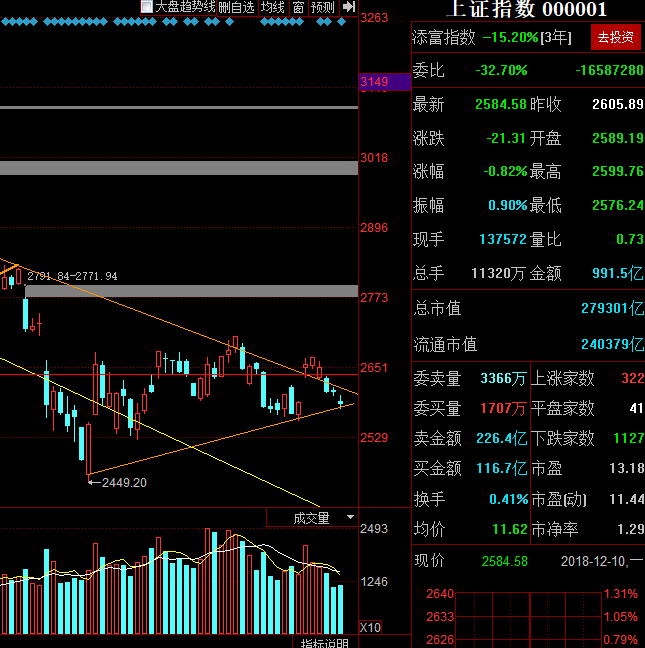 大盘趋势线 删自选 均线 窗 预测
上证指数 000001
3263
添富指数 -15.20%[3年] 去投资
委比 -32.70% -16587280
3149
最新 2584.58 昨收 2605.89
涨跌 -21.31 开盘 2589.19
3018
涨幅 -0.82% 最高 2599.76
振幅 0.90% 最低 2576.24
2896
现手 137572 量比 0.73
总手 11320万 金额 991.5亿
2791.84-2771.94
2773
总市值 279301亿
流通市值 240379亿
2651
委卖量 3366万 上涨家数 322
委买量 1707万 平盘家数 41
2529
卖金额 226.4亿 下跌家数 1127
买金额 116.7亿 市盈 13.18
2449.20
换手 0.41% 市盈(动) 11.44
成交量
2493
均价 11.62 市净率 1.29
现价 2584.58 2018-12-10,一
1246
2640 1.31%
2633 1.05%
X10
2626 0.79%
指标说明